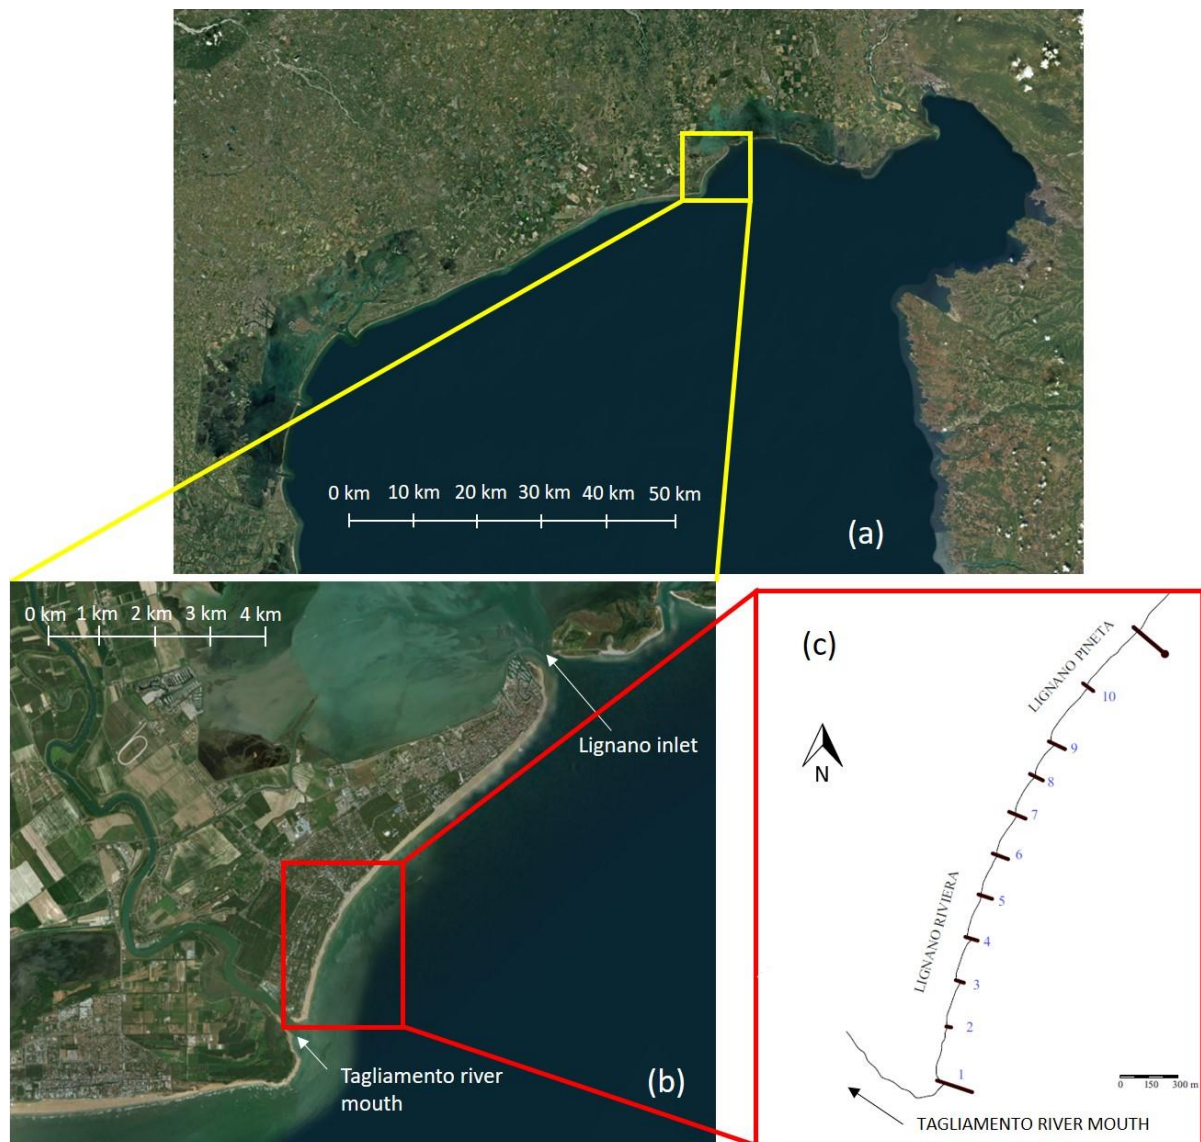 0 km 10 km 20 km 30 km 40 km 50 km
(a)
0 km 1 km 2 km 3 km 4 km
Lignano inlet
Tagliamento river
mouth
(b)
(c)
N
LIGNANO PINETA
LIGNANO RIVIERA
10
9
8
7
6
5
4
3
2
1
0 150 300 m
TAGLIAMENTO RIVER MOUTH